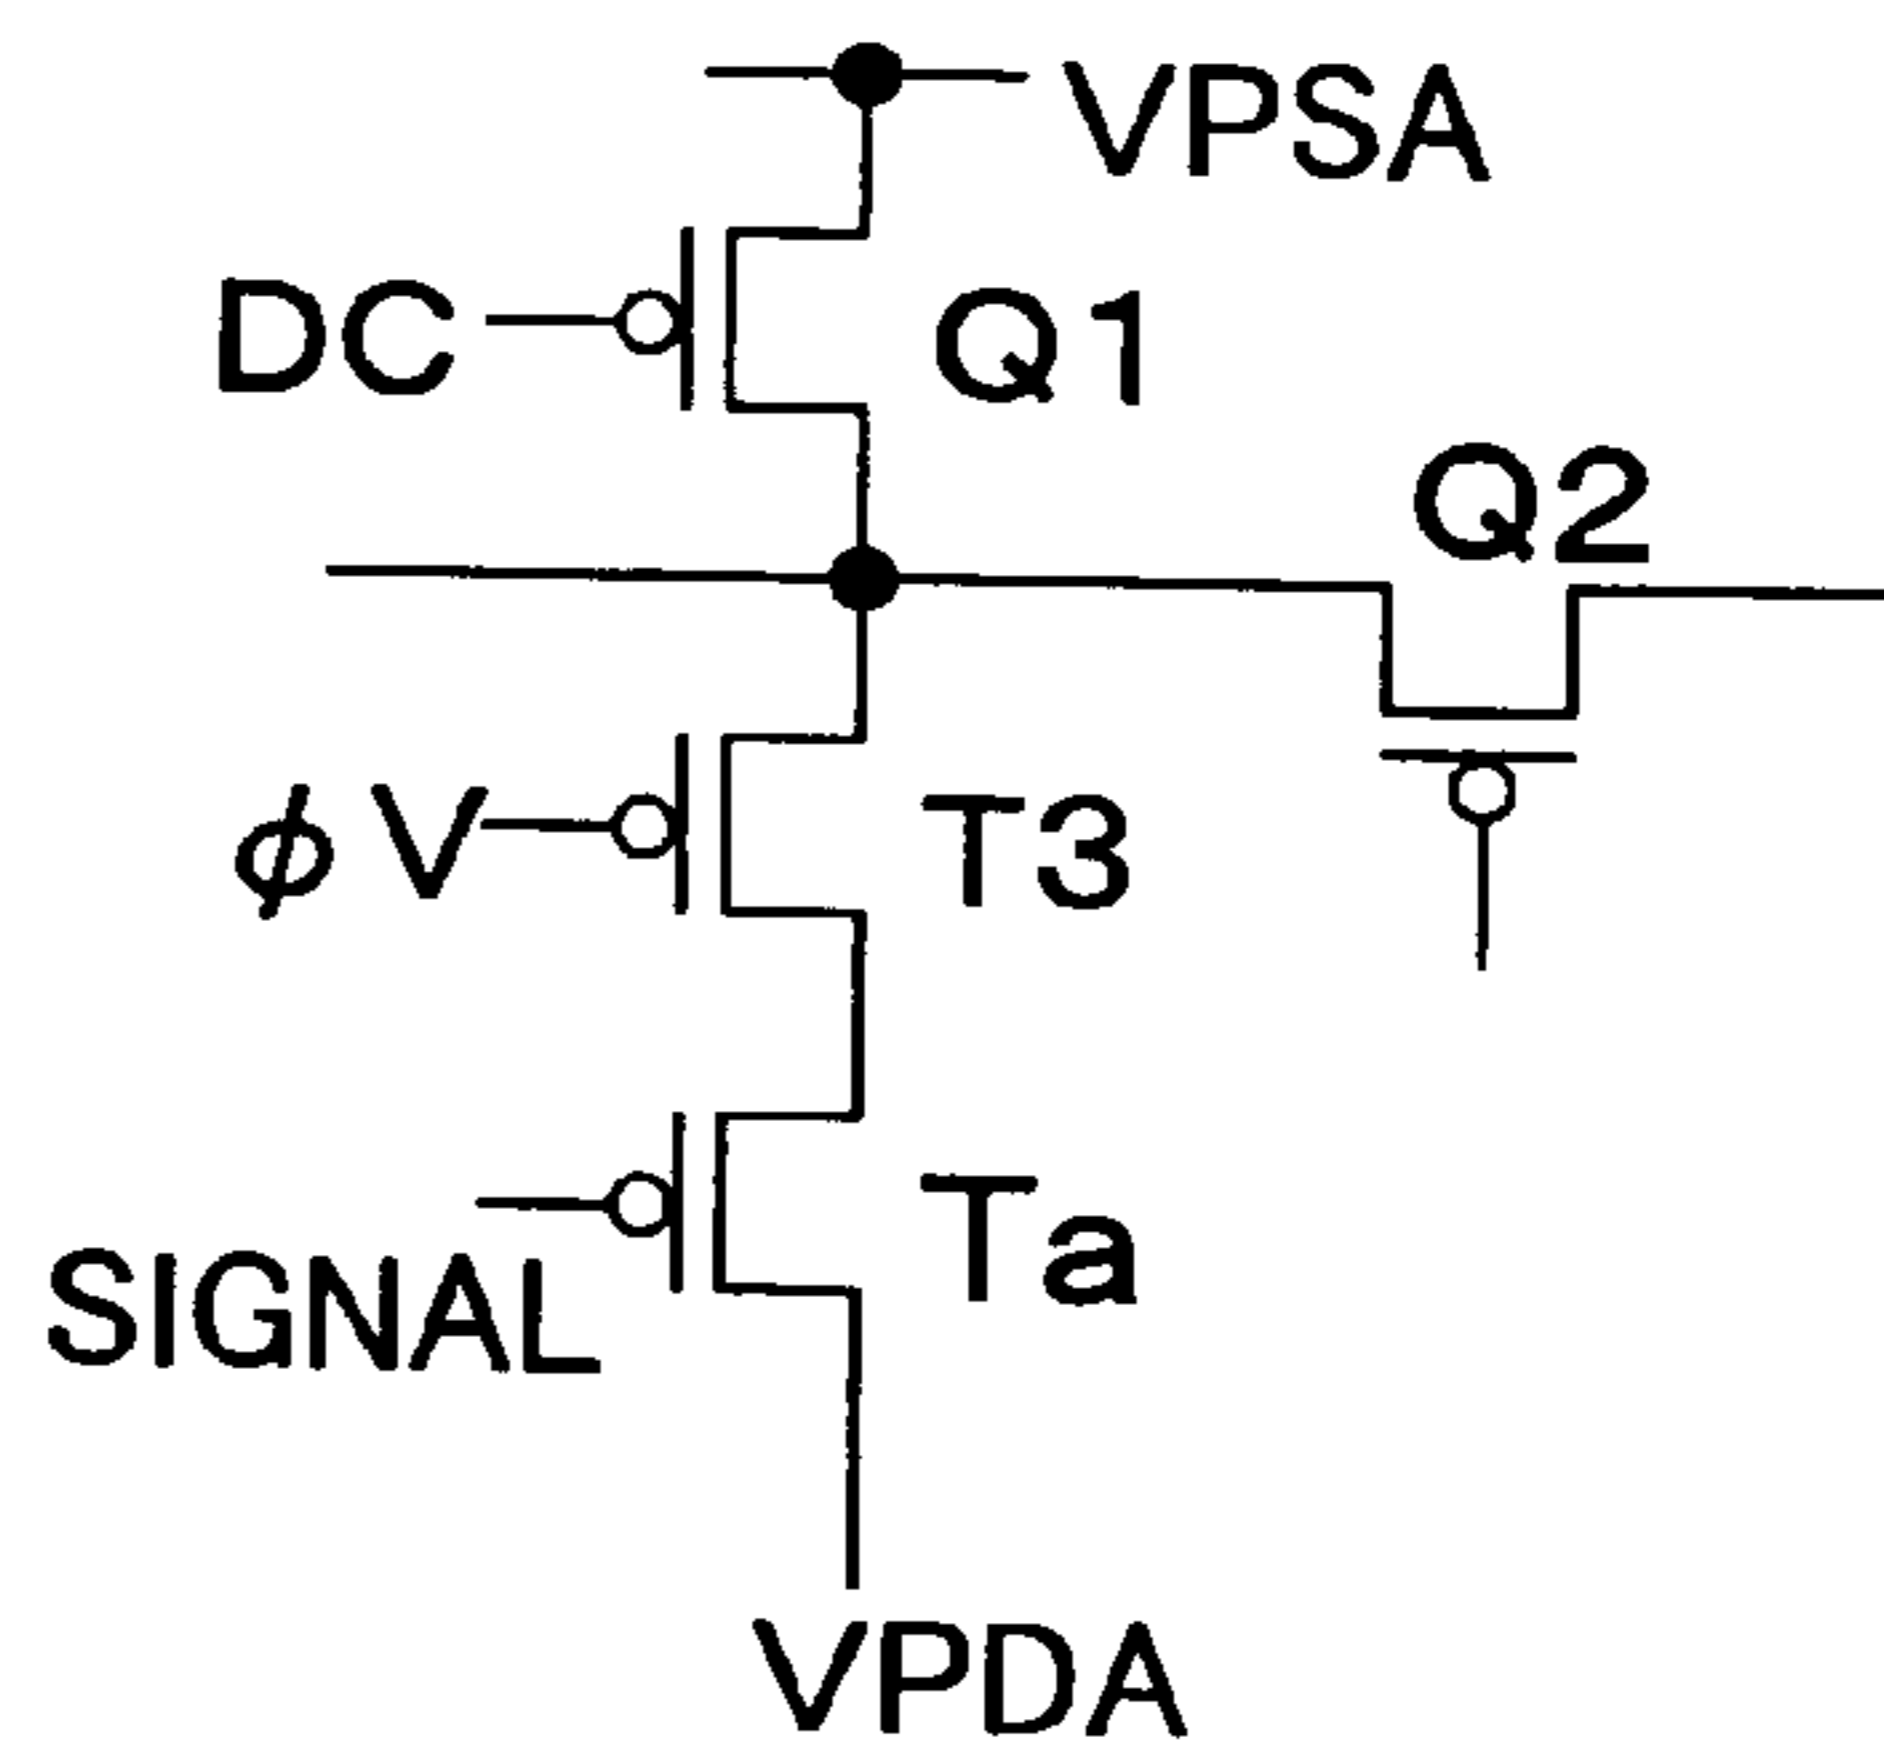 VPSA
DC
Q1
Q2
ϕV
T3
Ta
SIGNAL
VPDA